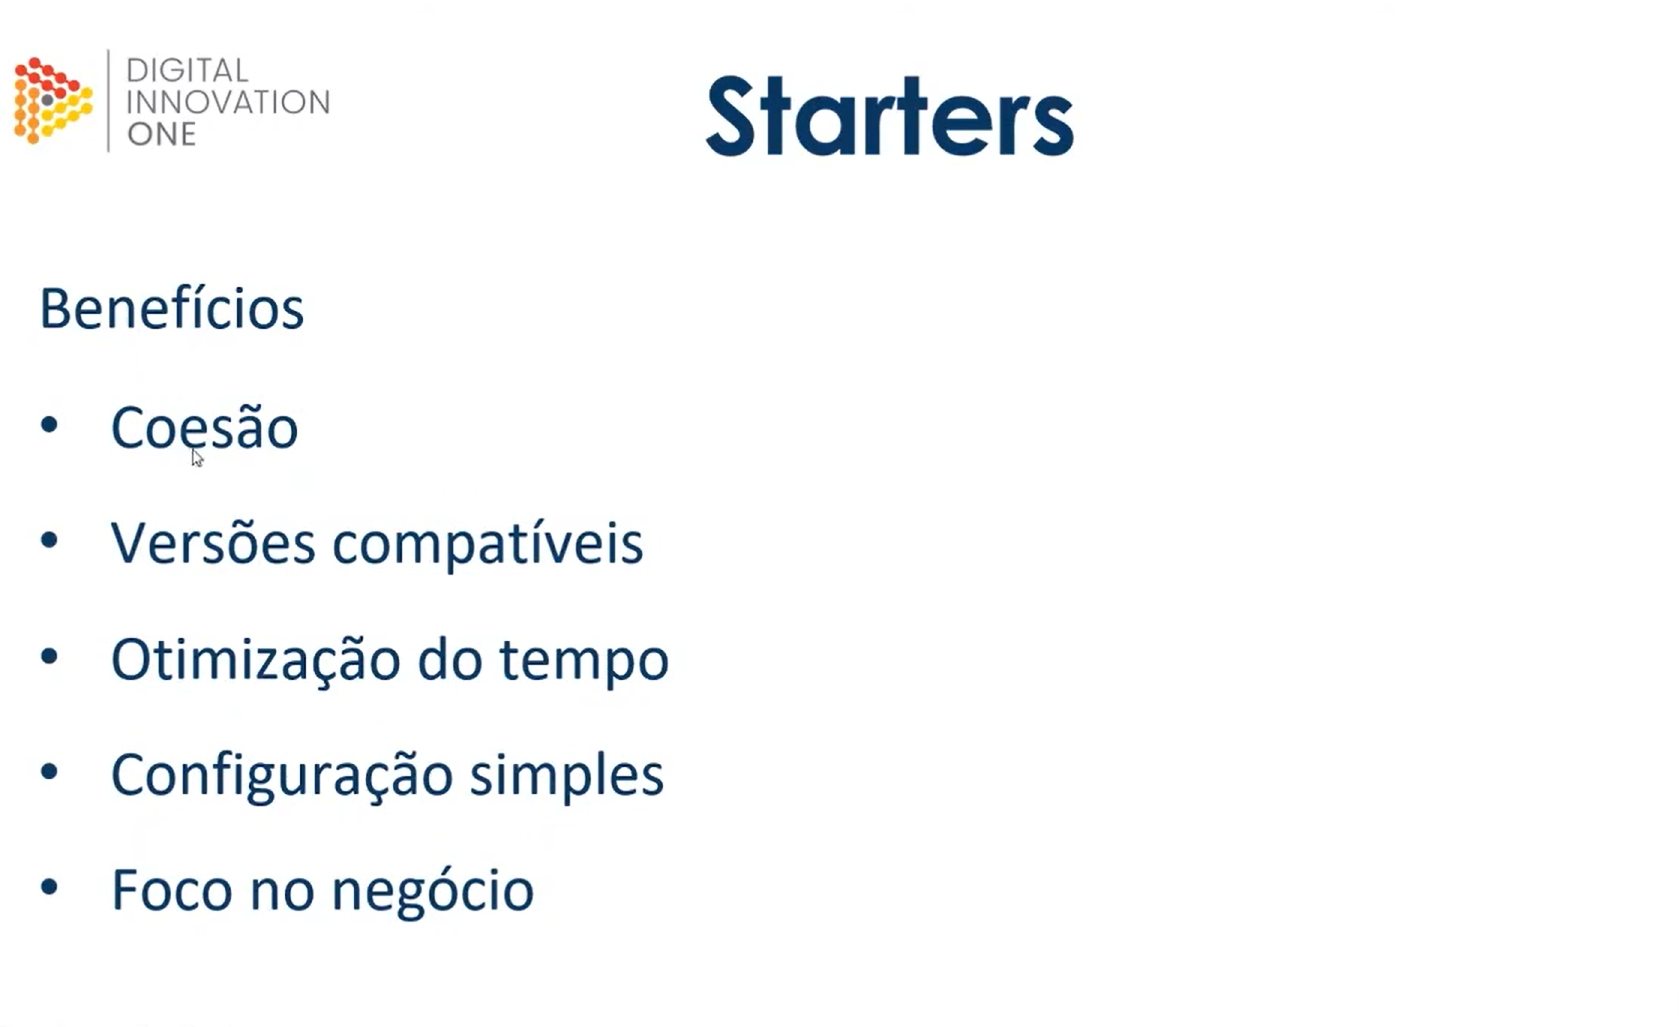 DIGITAL
INNOVATION
ONE
Starters
Benefícios
• Coesão
• Versões compatíveis
• Otimização do tempo
• Configuração simples
• Foco no negócio